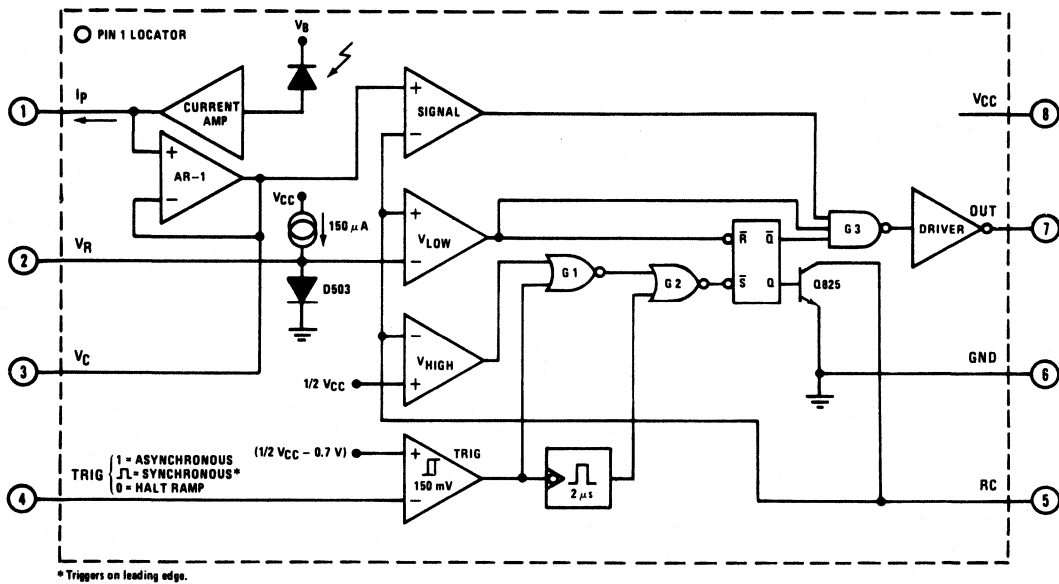 PIN 1 LOCATOR
VB
VCC
8
1
IP
CURRENT AMP
+
SIGNAL
−
+
AR−1
−
VCC
150 μA
+
VLOW
−
R̅ Q̅
G3
DRIVER
OUT
7
2
VR
D503
G1
G2
S̅ Q
Q825
−
VHIGH
+
1/2 VCC
3
VC
GND
6
TRIG
1 = ASYNCHRONOUS
= SYNCHRONOUS*
0 = HALT RAMP
(1/2 VCC − 0.7 V)
+
TRIG
150 mV
−
2 μs
4
RC
5
* Triggers on leading edge.